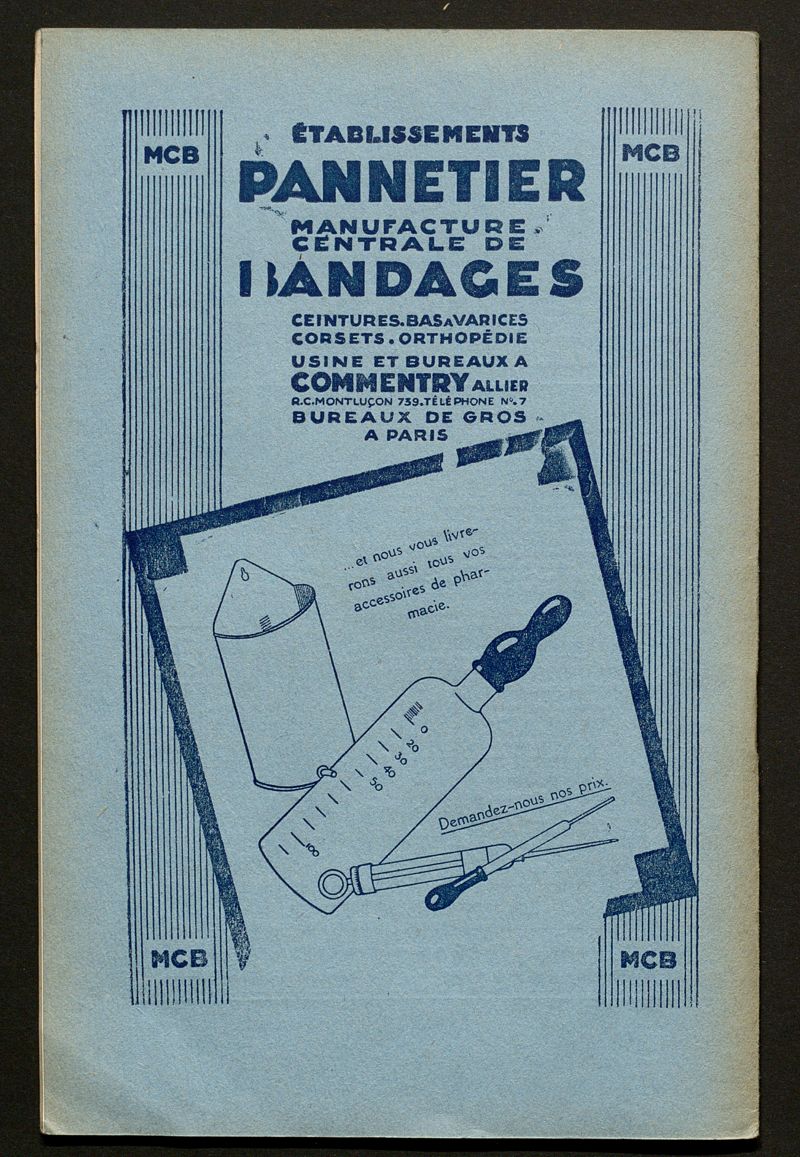 MCB
MCB
ÉTABLISSEMENTS
PANNETIER
MANUFACTURE
CENTRALE DE
BANDAGES
CEINTURES.BAS A VARICES
CORSETS.ORTHOPÉDIE
USINE ET BUREAUX A
COMMENTRY ALLIER
R.C.MONTLUÇON 739.TÉLÉPHONE No.7
BUREAUX DE GROS
A PARIS
...et nous vous livre-
rons aussi tous vos
accessoires de phar-
macie.
0
20
30
40
50
100
Demandez-nous nos prix.
MCB
MCB